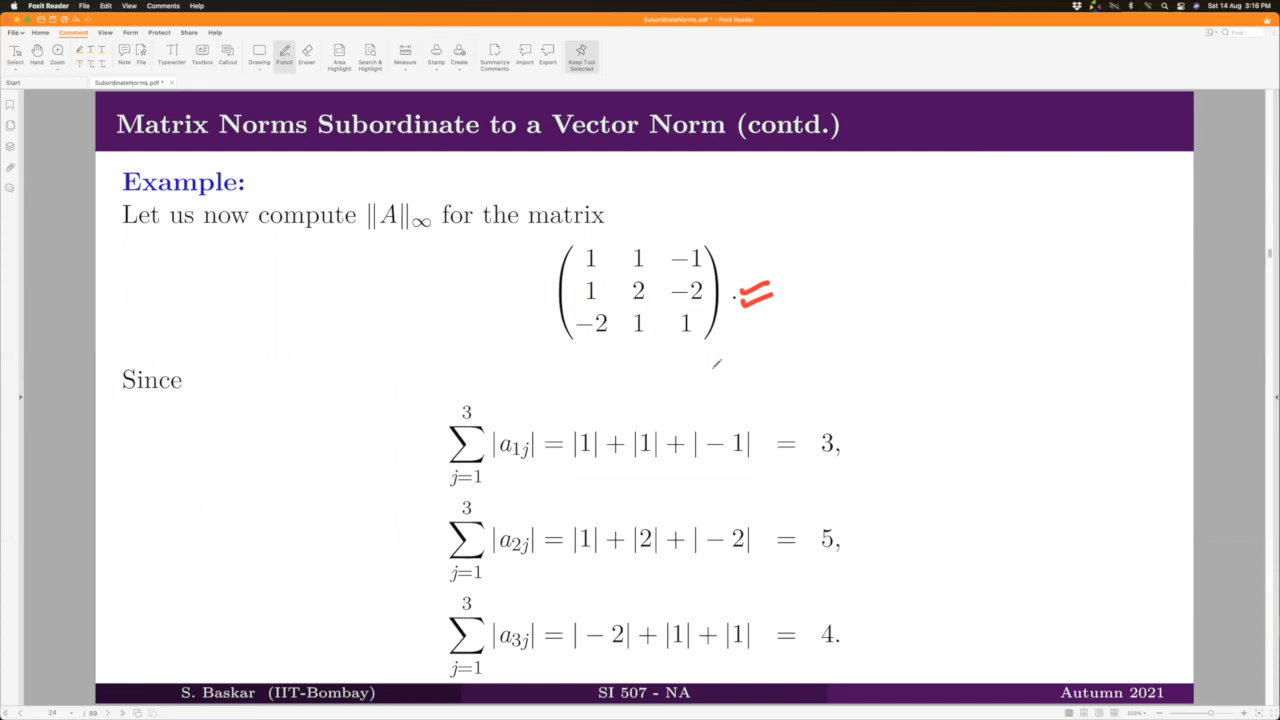 Foxit Reader File Edit View Comments Help Sat 14 Aug 3:16 PM
SubordinateNorms.pdf * - Foxit Reader
File Home Comment View Form Protect Share Help Find
Select Hand Zoom Note File Typewriter Textbox Callout Drawing Pencil Eraser Area Highlight Search & Highlight Measure Stamp Create Summarize Comments Import Export Keep Tool Selected
Start SubordinateNorms.pdf *
Matrix Norms Subordinate to a Vector Norm (contd.)
Example:
Let us now compute ‖A‖∞ for the matrix
1 1 −1
1 2 −2 .
−2 1 1
Since
∑_{j=1}^{3} |a_{1j}| = |1| + |1| + | − 1| = 3,
∑_{j=1}^{3} |a_{2j}| = |1| + |2| + | − 2| = 5,
∑_{j=1}^{3} |a_{3j}| = | − 2| + |1| + |1| = 4.
S. Baskar (IIT-Bombay) SI 507 - NA Autumn 2021
24 / 89